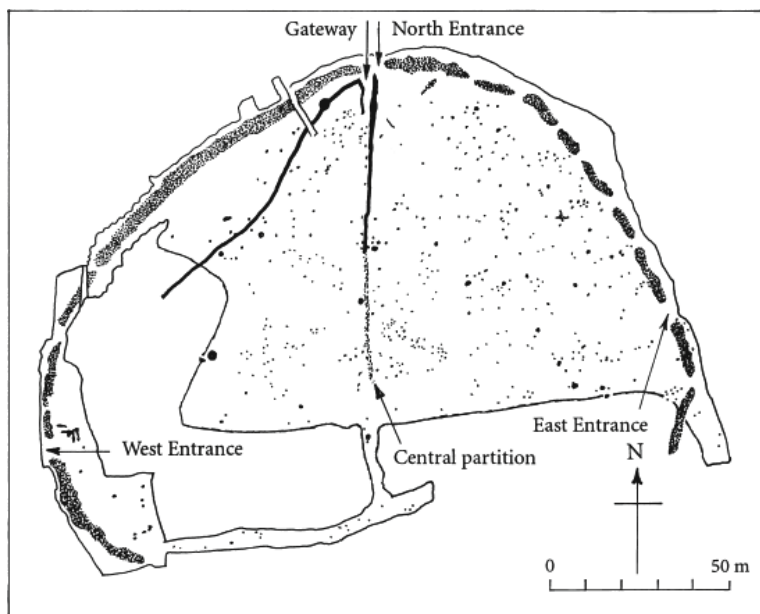 Gateway
North Entrance
West Entrance
Central partition
East Entrance
N
0
50 m